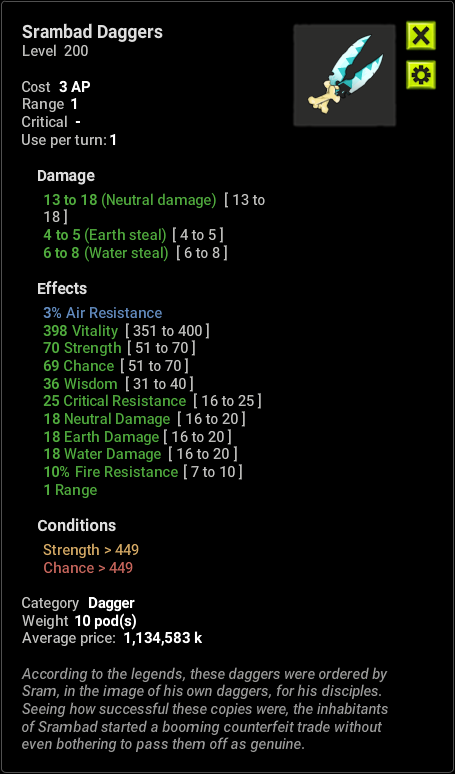 Srambad Daggers
Level 200
Cost 3 AP
Range 1
Critical -
Use per turn: 1
Damage
13 to 18 (Neutral damage) [ 13 to
18 ]
4 to 5 (Earth steal) [ 4 to 5 ]
6 to 8 (Water steal) [ 6 to 8 ]
Effects
3% Air Resistance
398 Vitality [ 351 to 400 ]
70 Strength [ 51 to 70 ]
69 Chance [ 51 to 70 ]
36 Wisdom [ 31 to 40 ]
25 Critical Resistance [ 16 to 25 ]
18 Neutral Damage [ 16 to 20 ]
18 Earth Damage [ 16 to 20 ]
18 Water Damage [ 16 to 20 ]
10% Fire Resistance [ 7 to 10 ]
1 Range
Conditions
Strength > 449
Chance > 449
Category Dagger
Weight 10 pod(s)
Average price: 1,134,583 k
According to the legends, these daggers were ordered by
Sram, in the image of his own daggers, for his disciples.
Seeing how successful these copies were, the inhabitants
of Srambad started a booming counterfeit trade without
even bothering to pass them off as genuine.